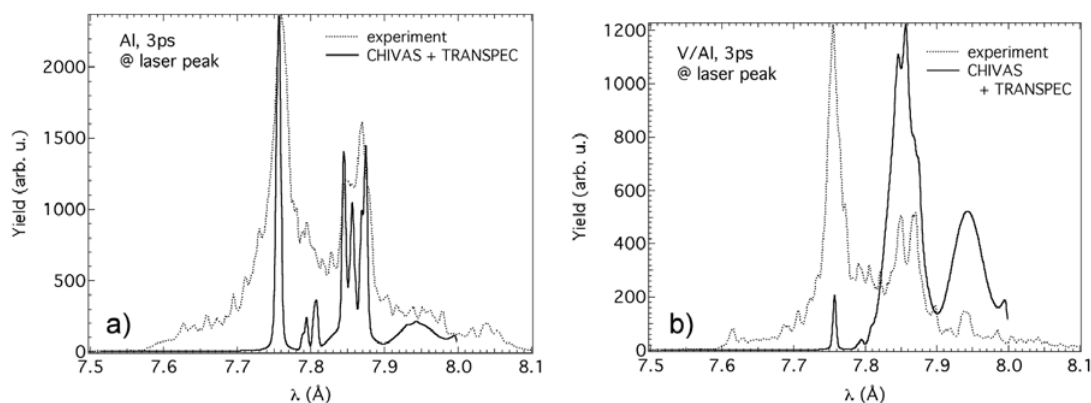 Al, 3ps
@ laser peak
experiment
CHIVAS + TRANSPEC
Yield (arb. u.)
2000
1500
1000
500
0
a)
7.5 7.6 7.7 7.8 7.9 8.0 8.1
λ (Å)
V/Al, 3ps
@ laser peak
experiment
CHIVAS
+ TRANSPEC
Yield (arb. u.)
1200
1000
800
600
400
200
0
b)
7.5 7.6 7.7 7.8 7.9 8.0 8.1
λ (Å)